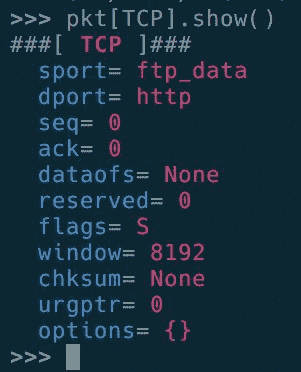 >>> pkt[TCP].show()
###[ TCP ]###
  sport= ftp_data
  dport= http
  seq= 0
  ack= 0
  dataofs= None
  reserved= 0
  flags= S
  window= 8192
  chksum= None
  urgptr= 0
  options= {}
>>>